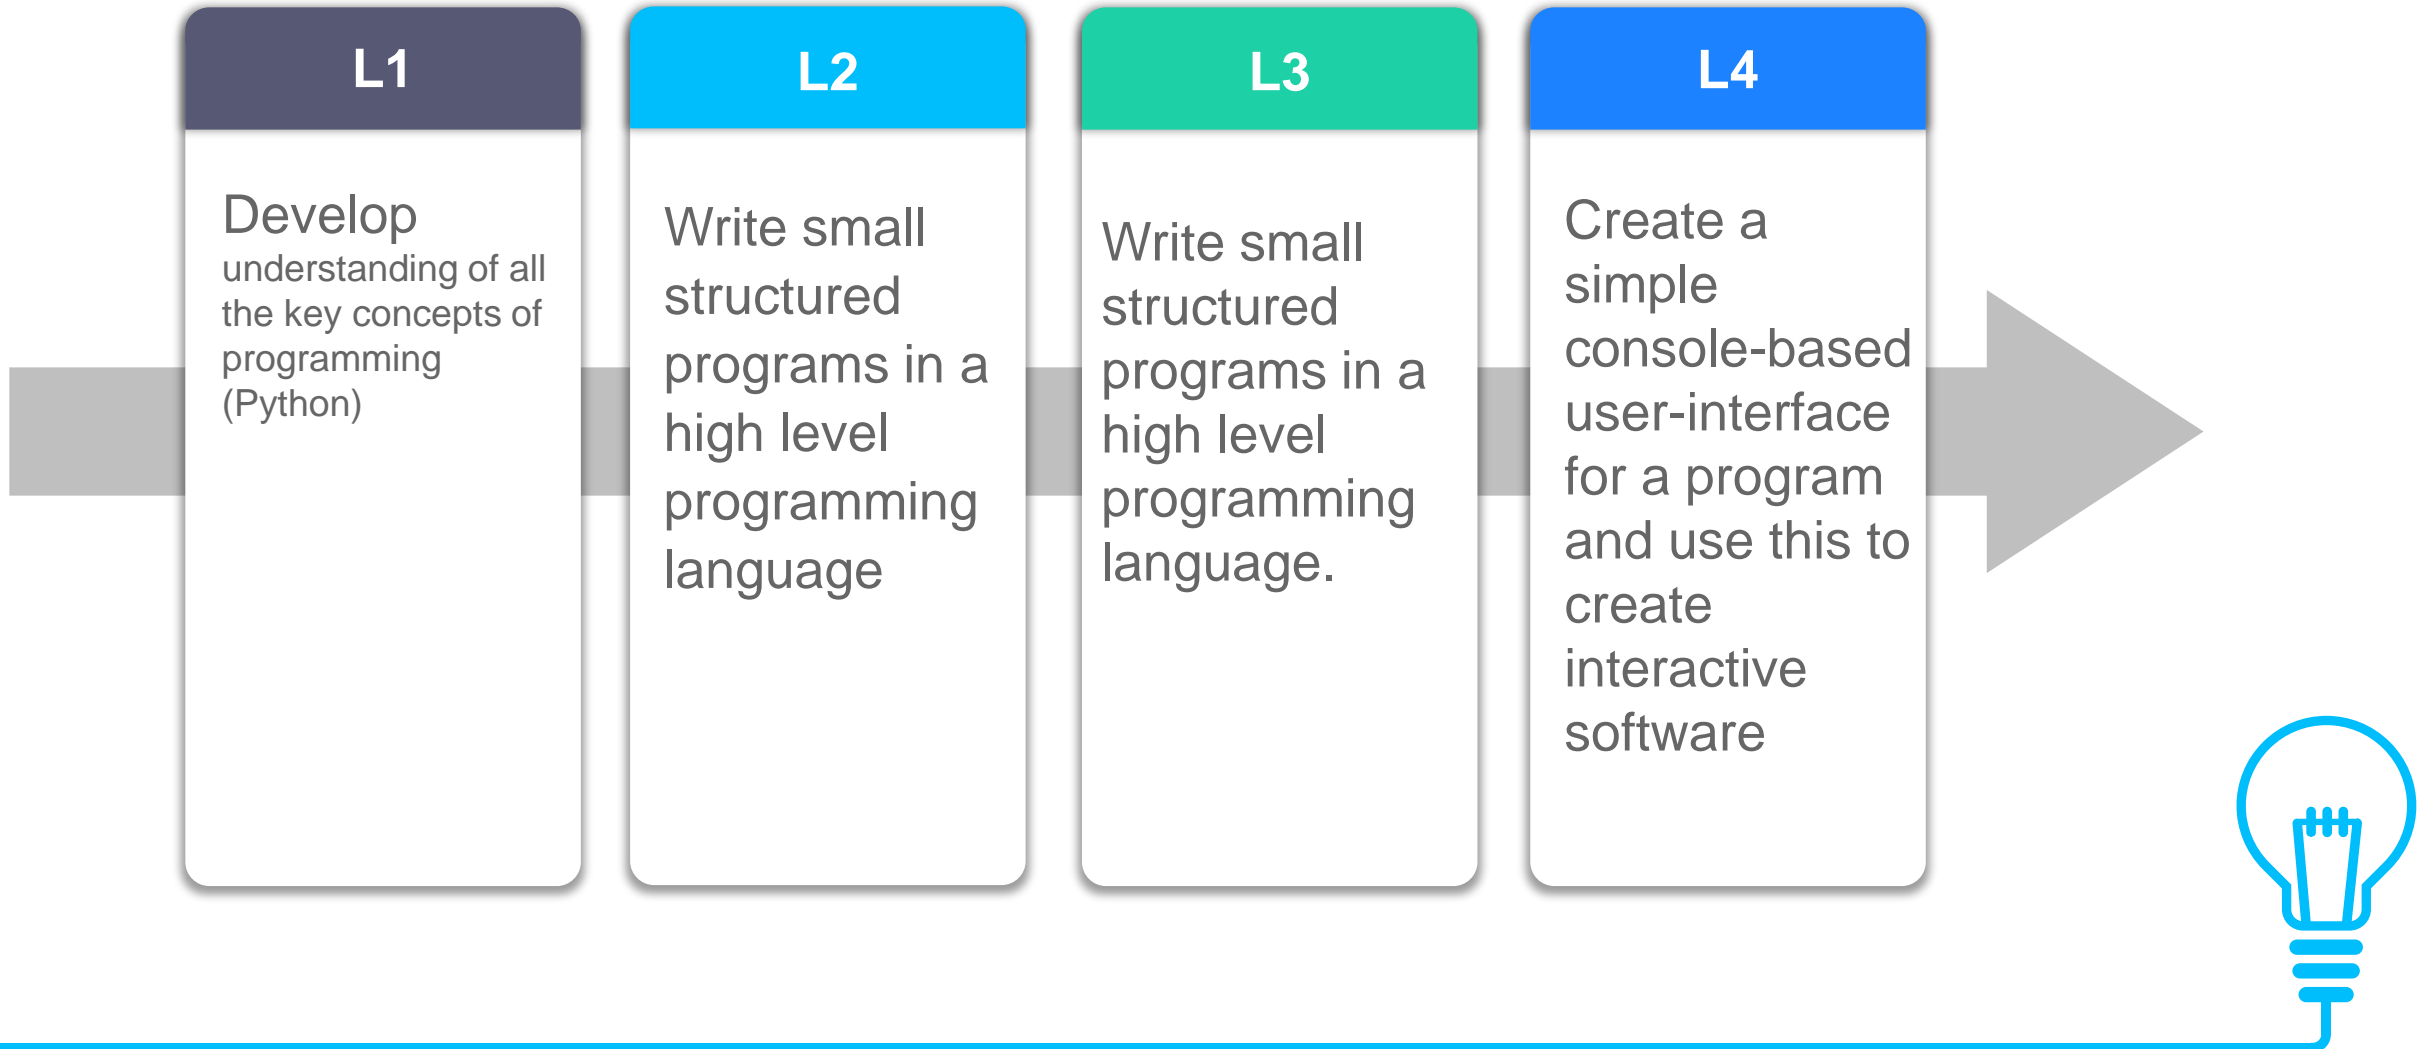 L1
Develop
understanding of all
the key concepts of
programming
(Python)
L2
Write small
structured
programs in a
high level
programming
language
L3
Write small
structured
programs in a
high level
programming
language.
L4
Create a
simple
console-based
user-interface
for a program
and use this to
create
interactive
software